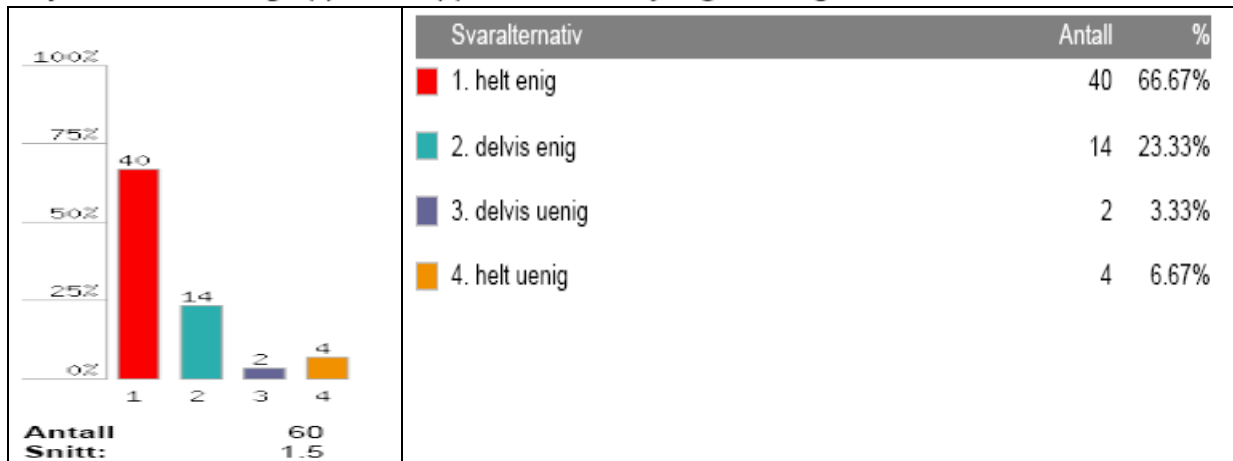 100%
75%
50%
25%
0%
40
14
2
4
1 2 3 4
Antall 60
Snitt: 1.5
Svaralternativ Antall %
1. helt enig 40 66.67%
2. delvis enig 14 23.33%
3. delvis uenig 2 3.33%
4. helt uenig 4 6.67%